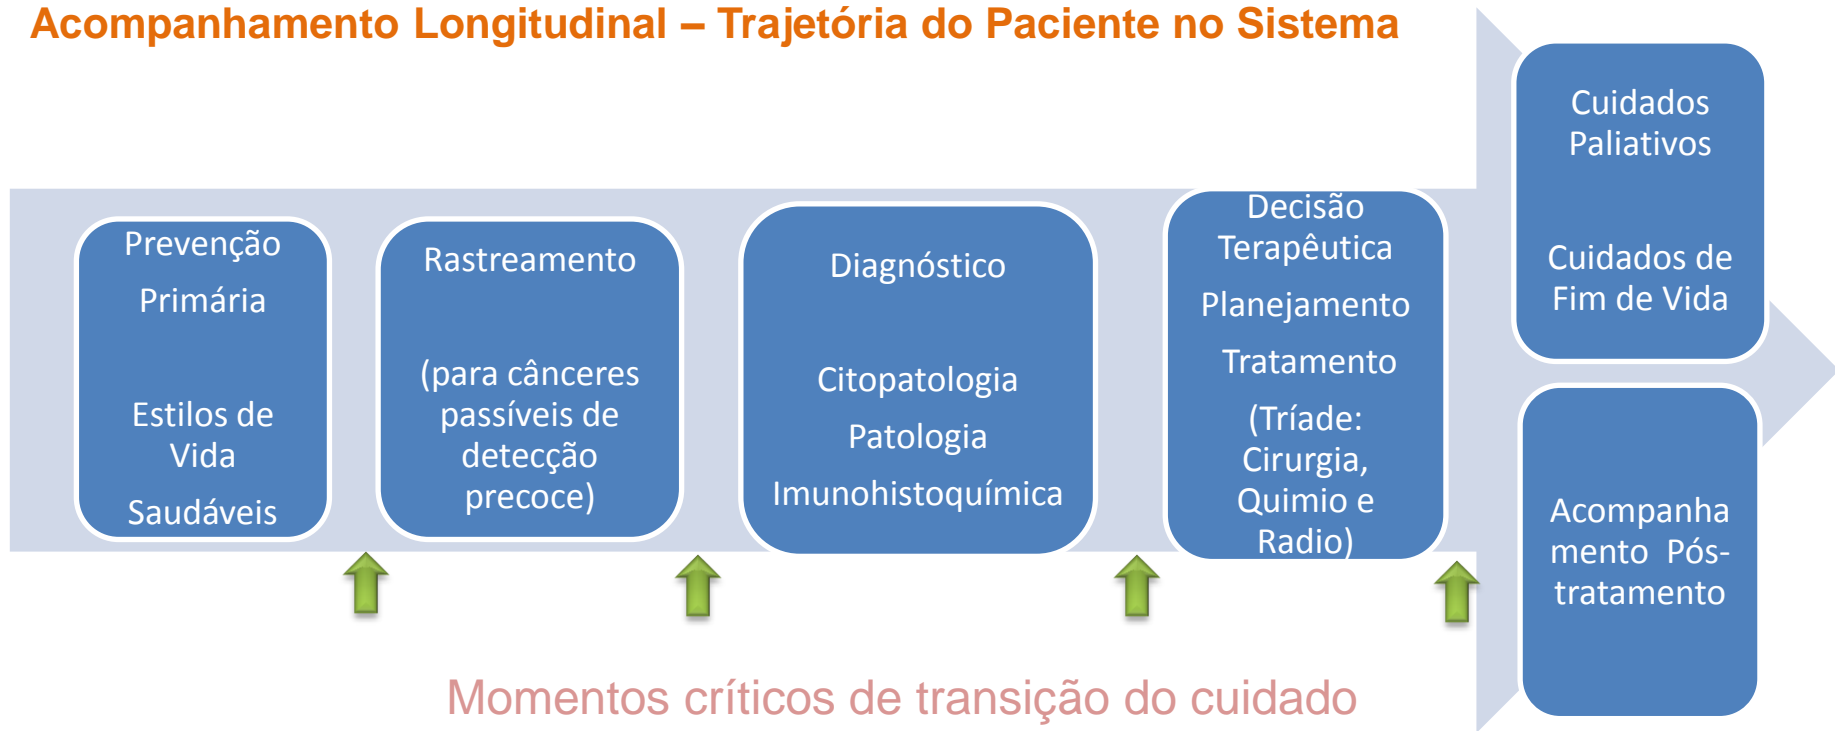 Acompanhamento Longitudinal – Trajetória do Paciente no Sistema
Prevenção
Primária
Estilos de
Vida
Saudáveis
Rastreamento
(para cânceres
passíveis de
detecção
precoce)
Diagnóstico
Citopatologia
Patologia
Imunohistoquímica
Decisão
Terapêutica
Planejamento
Tratamento
(Tríade:
Cirurgia,
Quimio e
Radio)
Cuidados
Paliativos
Cuidados de
Fim de Vida
Acompanha
mento Pós-
tratamento
Momentos críticos de transição do cuidado